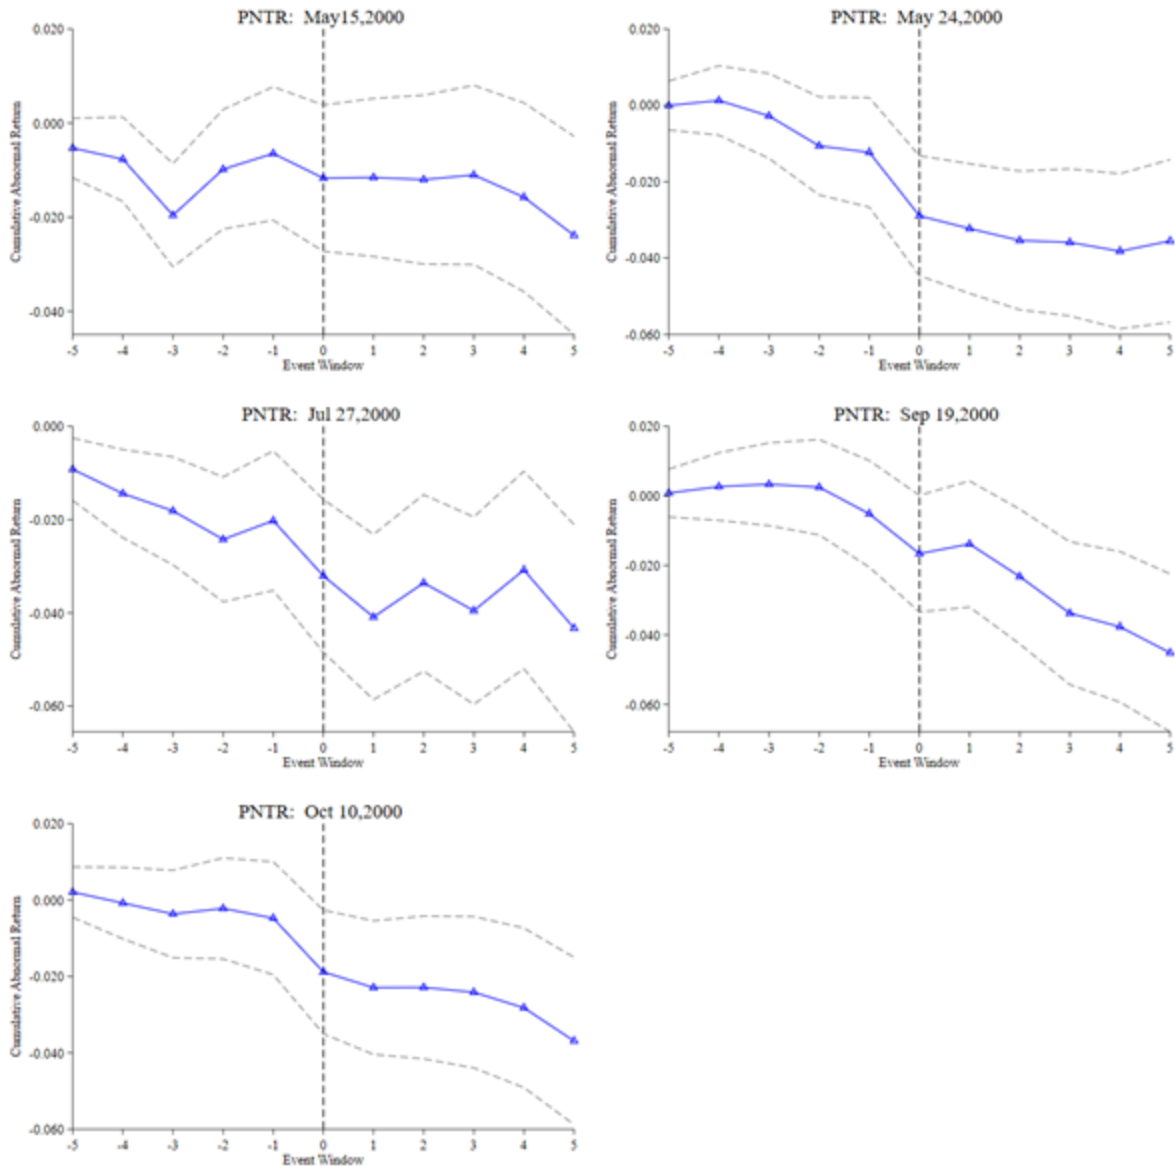 PNTR: May15,2000
0.020
0.000
-0.020
-0.040
Cumulative Abnormal Return
-5 -4 -3 -2 -1 0 1 2 3 4 5
Event Window
PNTR: May 24,2000
0.020
0.000
-0.020
-0.040
-0.060
Cumulative Abnormal Return
-5 -4 -3 -2 -1 0 1 2 3 4 5
Event Window
PNTR: Jul 27,2000
0.000
-0.020
-0.040
-0.060
Cumulative Abnormal Return
-5 -4 -3 -2 -1 0 1 2 3 4 5
Event Window
PNTR: Sep 19,2000
0.020
0.000
-0.020
-0.040
-0.060
Cumulative Abnormal Return
-5 -4 -3 -2 -1 0 1 2 3 4 5
Event Window
PNTR: Oct 10,2000
0.020
0.000
-0.020
-0.040
-0.060
Cumulative Abnormal Return
-5 -4 -3 -2 -1 0 1 2 3 4 5
Event Window